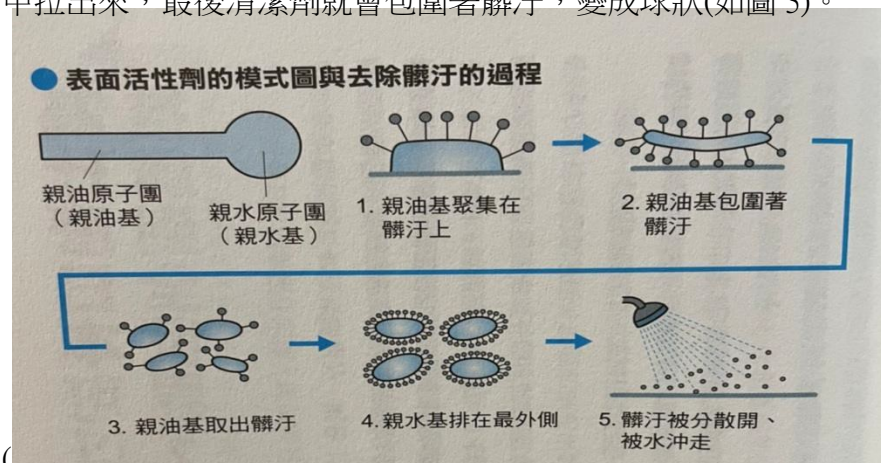 中拉出來，最後清潔劑就會包圍著髒汙，變成球狀(如圖 3)。
表面活性劑的模式圖與去除髒汙的過程
親油原子團
（親油基）
親水原子團
（親水基）
1. 親油基聚集在
髒汙上
2. 親油基包圍著
髒汙
3. 親油基取出髒汙
4. 親水基排在最外側
5. 髒汙被分散開、
被水沖走
(